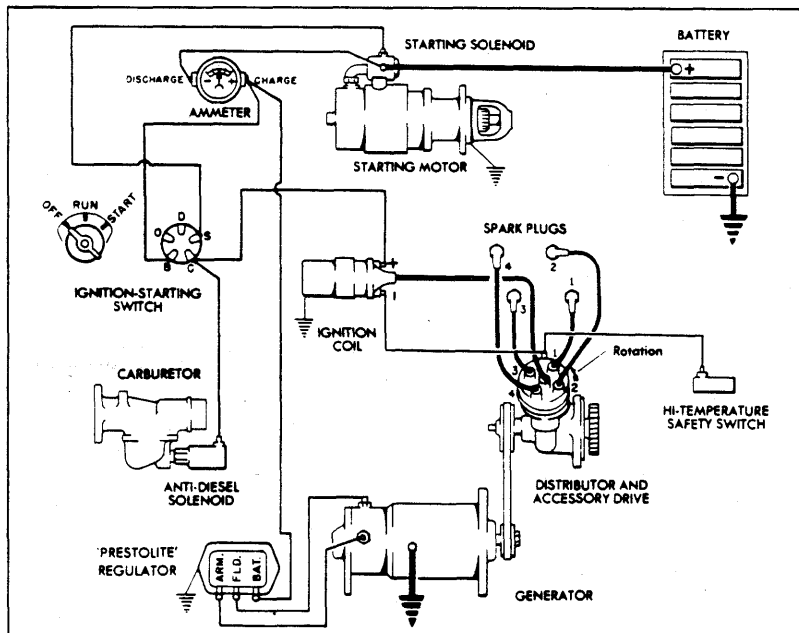 STARTING SOLENOID
BATTERY
+
-
DISCHARGE
- +
CHARGE
AMMETER
STARTING MOTOR
OFF
RUN
START
D
O
S
B
C
IGNITION-STARTING
SWITCH
SPARK PLUGS
4
2
3
1
+
-
IGNITION
COIL
Rotation
1
3
2
4
CARBURETOR
HI-TEMPERATURE
SAFETY SWITCH
ANTI-DIESEL
SOLENOID
DISTRIBUTOR AND
ACCESSORY DRIVE
'PRESTOLITE'
REGULATOR
ARM.
FLD.
BAT.
GENERATOR